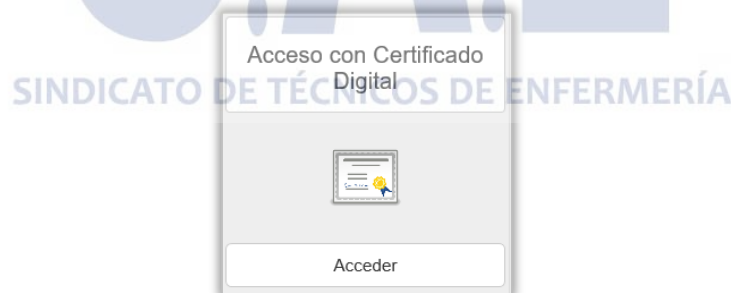 Acceso con Certificado
Digital
SINDICATO DE TÉCNICOS DE ENFERMERÍA
Acceder